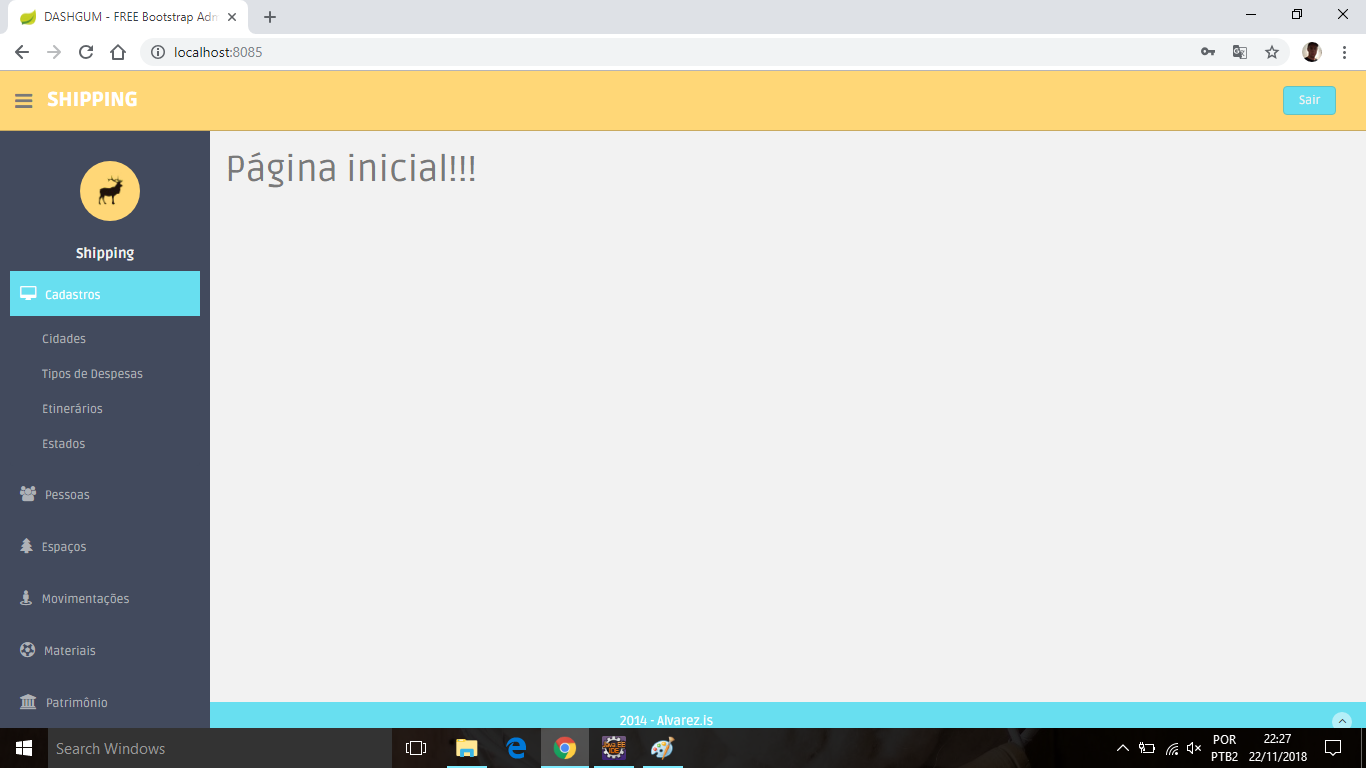 DASHGUM - FREE Bootstrap Adm
localhost:8085
SHIPPING
Sair
Página inicial!!!
Shipping
Cadastros
Cidades
Tipos de Despesas
Etinerários
Estados
Pessoas
Espaços
Movimentações
Materiais
Patrimônio
2014 - Alvarez.is
Search Windows
POR
PTB2
22:27
22/11/2018